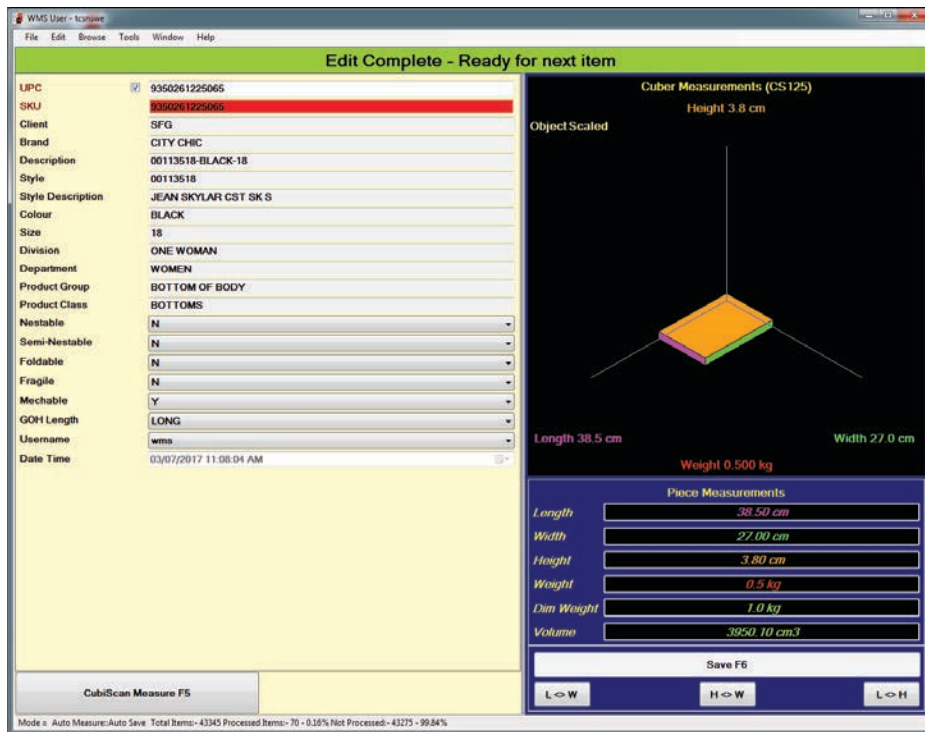 WMS User - tcsnswe
File Edit Browse Tools Window Help
Edit Complete - Ready for next item
UPC 9350261225065
SKU 9350261225065
Client SFG
Brand CITY CHIC
Description 00113518-BLACK-18
Style 00113518
Style Description JEAN SKYLAR CST SK S
Colour BLACK
Size 18
Division ONE WOMAN
Department WOMEN
Product Group BOTTOM OF BODY
Product Class BOTTOMS
Nestable N
Semi-Nestable N
Foldable N
Fragile N
Mechable Y
GOH Length LONG
Username wms
Date Time 03/07/2017 11:08:04 AM
CubiScan Measure F5
Cuber Measurements (CS125)
Height 3.8 cm
Object Scaled
Length 38.5 cm
Width 27.0 cm
Weight 0.500 kg
Piece Measurements
Length 38.50 cm
Width 27.00 cm
Height 3.80 cm
Weight 0.5 kg
Dim Weight 1.0 kg
Volume 3950.10 cm3
Save F6
L <> W H <> W L <> H
Mode = Auto Measure:Auto Save Total Items:- 43345 Processed Items:- 70 - 0.16% Not Processed:- 43275 - 99.84%